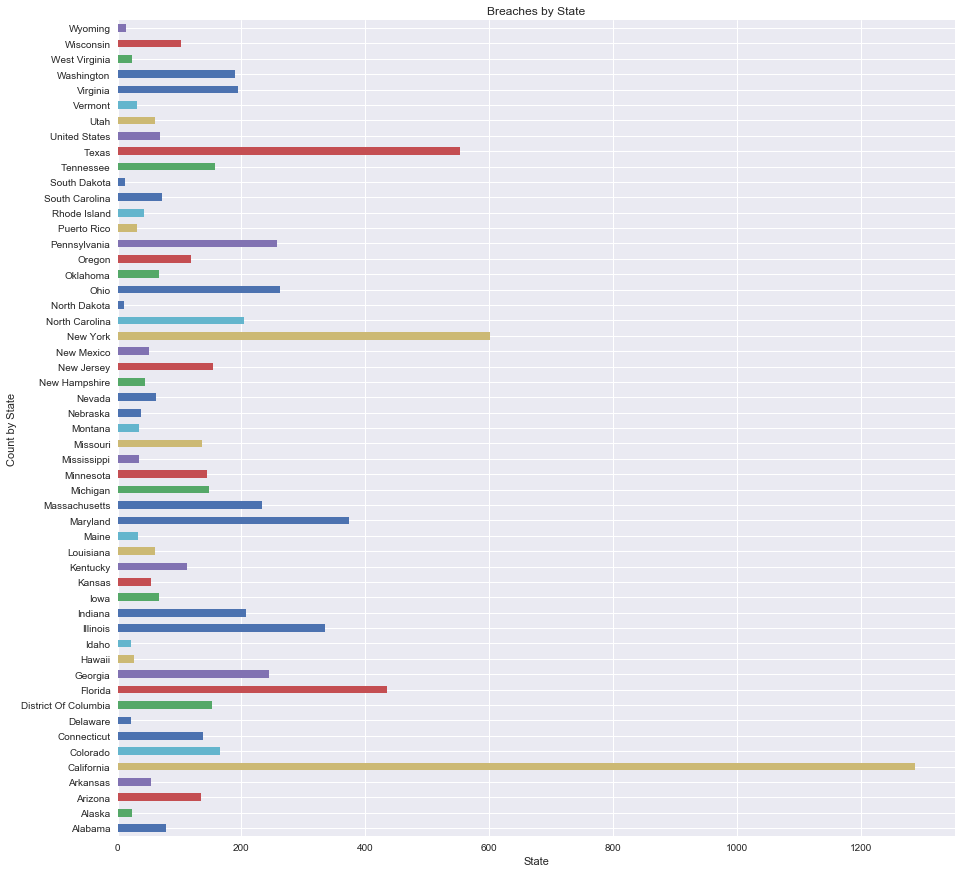 Breaches by State
Wyoming
Wisconsin
West Virginia
Washington
Virginia
Vermont
Utah
United States
Texas
Tennessee
South Dakota
South Carolina
Rhode Island
Puerto Rico
Pennsylvania
Oregon
Oklahoma
Ohio
North Dakota
North Carolina
New York
New Mexico
New Jersey
New Hampshire
Nevada
Nebraska
Montana
Missouri
Mississippi
Minnesota
Michigan
Massachusetts
Maryland
Maine
Louisiana
Kentucky
Kansas
Iowa
Indiana
Illinois
Idaho
Hawaii
Georgia
Florida
District Of Columbia
Delaware
Connecticut
Colorado
California
Arkansas
Arizona
Alaska
Alabama
Count by State
0 200 400 600 800 1000 1200
State